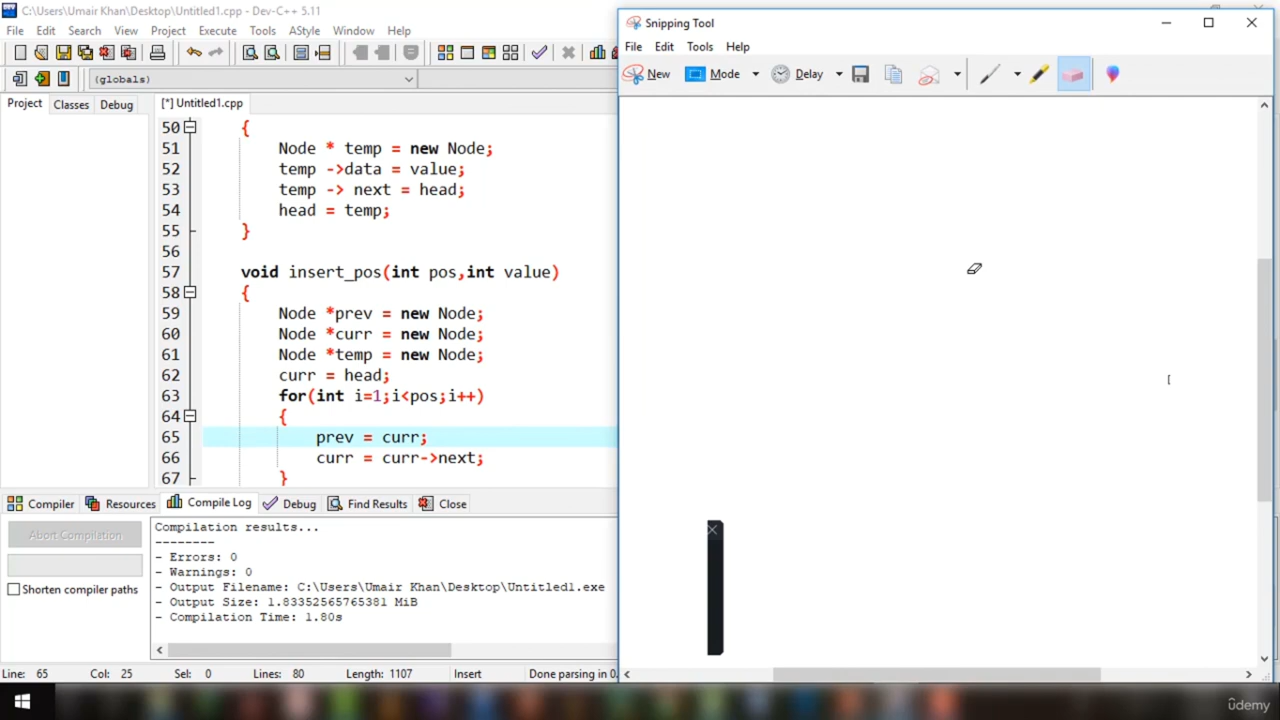 C:\Users\Umair Khan\Desktop\Untitled1.cpp - Dev-C++ 5.11
File Edit Search View Project Execute Tools AStyle Window Help
(globals)
Project Classes Debug
[*] Untitled1.cpp
50 {
51 Node * temp = new Node;
52 temp ->data = value;
53 temp -> next = head;
54 head = temp;
55 }
56
57 void insert_pos(int pos,int value)
58 {
59 Node *prev = new Node;
60 Node *curr = new Node;
61 Node *temp = new Node;
62 curr = head;
63 for(int i=1;i<pos;i++)
64 {
65 prev = curr;
66 curr = curr->next;
67 }
Compiler Resources Compile Log Debug Find Results Close
Abort Compilation
Shorten compiler paths
Compilation results...
--------
- Errors: 0
- Warnings: 0
- Output Filename: C:\Users\Umair Khan\Desktop\Untitled1.exe
- Output Size: 1.83352565765381 MiB
- Compilation Time: 1.80s
Line: 65 Col: 25 Sel: 0 Lines: 80 Length: 1107 Insert Done parsing in 0.
Snipping Tool
File Edit Tools Help
New Mode Delay
ûdemy